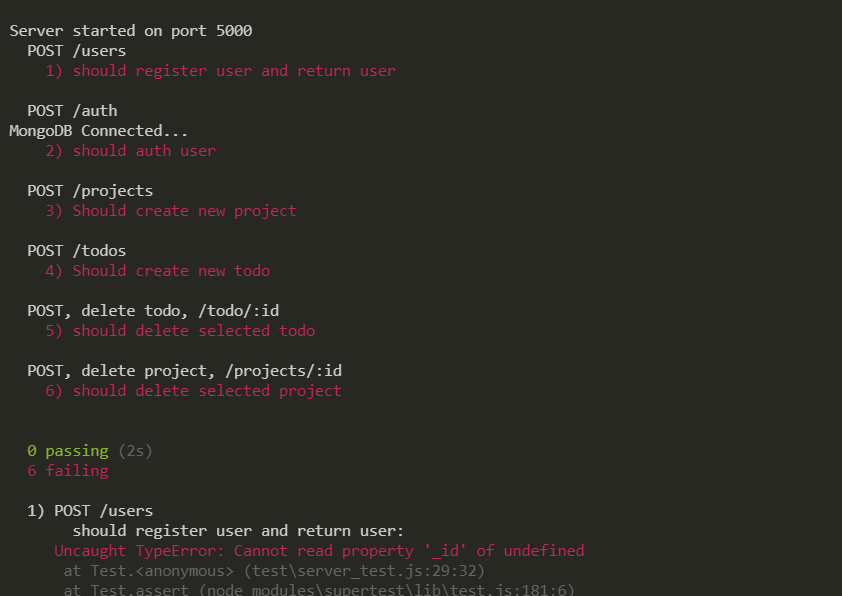 Server started on port 5000
POST /users
1) should register user and return user
POST /auth
MongoDB Connected...
2) should auth user
POST /projects
3) Should create new project
POST /todos
4) Should create new todo
POST, delete todo, /todo/:id
5) should delete selected todo
POST, delete project, /projects/:id
6) should delete selected project
0 passing (2s)
6 failing
1) POST /users
should register user and return user:
Uncaught TypeError: Cannot read property '_id' of undefined
at Test.<anonymous> (test\server_test.js:29:32)
at Test.assert (node_modules\supertest\lib\test.js:181:6)